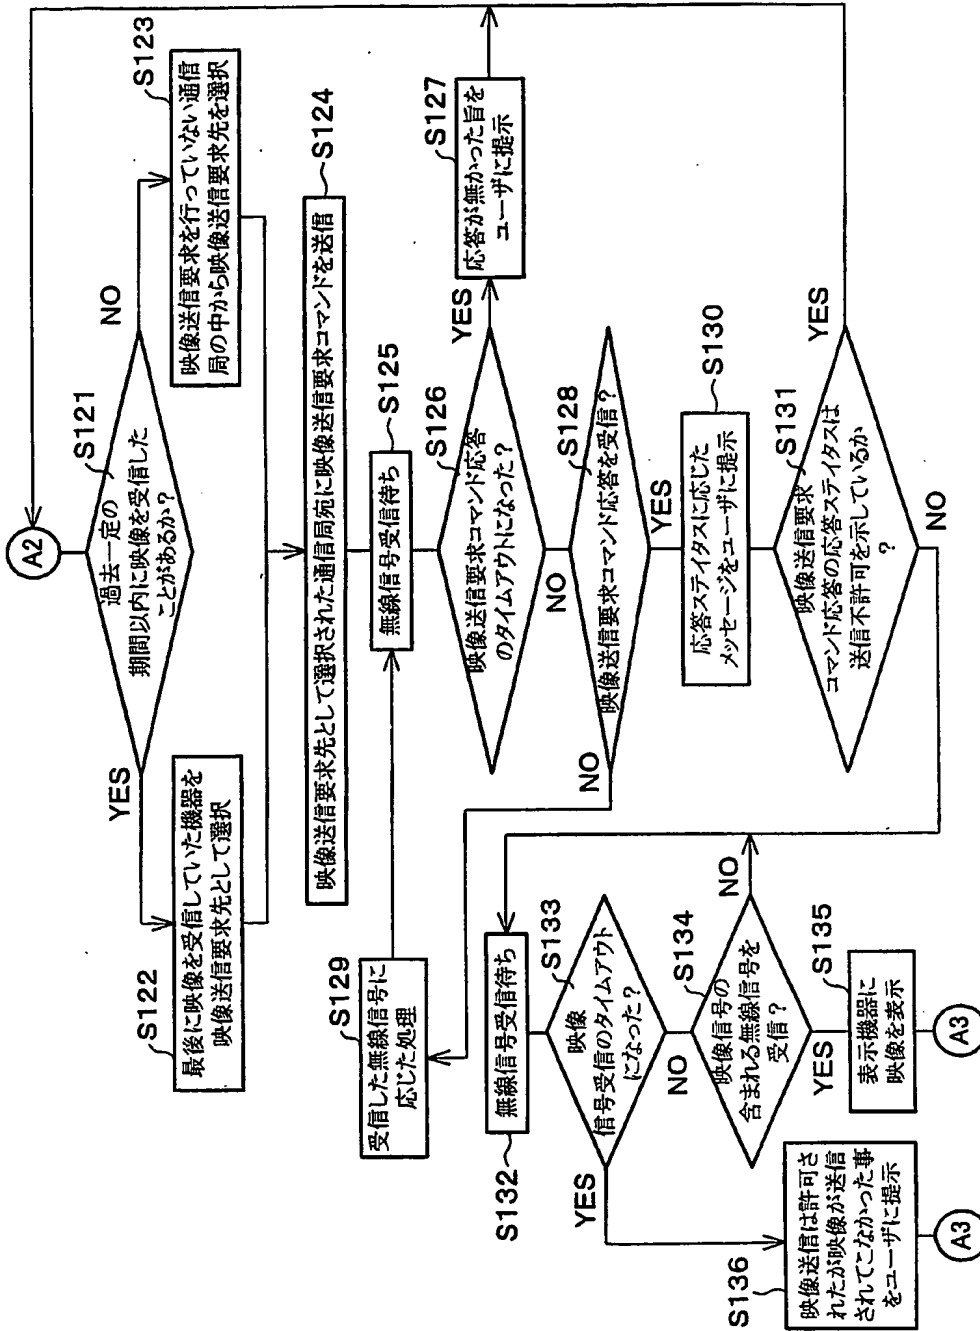 A2
過去一定の
期間以内に映像を受信した
ことがあるか？
S121
YES
NO
最後に映像を受信していた機器を
映像送信要求先として選択
S122
映像送信要求を行っていない通信
局の中から映像送信要求先を選択
S123
映像送信要求先として選択された通信局宛に映像送信要求コマンドを送信
S124
無線信号受信待ち
S125
映像送信要求コマンド応答
のタイムアウトになった？
S126
YES
NO
応答が無かった旨を
ユーザに提示
S127
映像送信要求コマンド応答を受信？
S128
NO
YES
受信した無線信号に
応じた処理
S129
応答ステイタスに応じた
メッセージをユーザに提示
S130
映像送信要求
コマンド応答の応答ステイタスは
送信不許可を示しているか
？
S131
YES
NO
無線信号受信待ち
S132
映像
信号受信のタイムアウト
になった？
S133
YES
NO
映像信号の
含まれる無線信号を
受信？
S134
NO
YES
表示機器に
映像を表示
S135
A3
映像送信は許可さ
れたが映像が送信
されてこなかった事
をユーザに提示
S136
A3